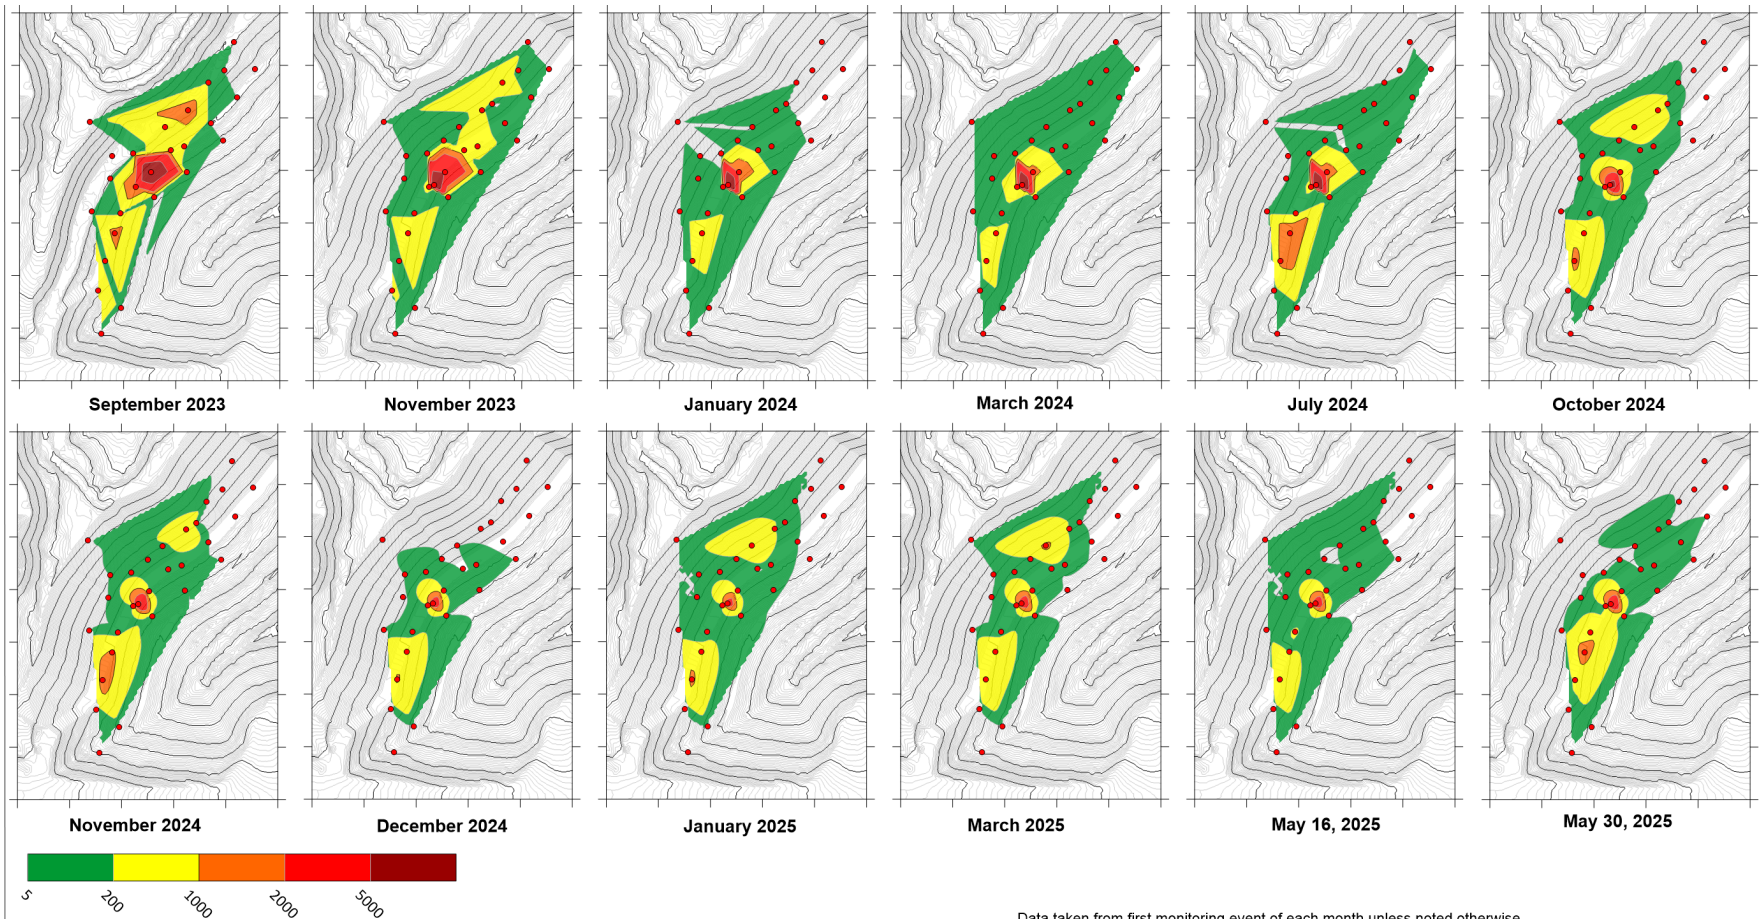 September 2023
November 2023
January 2024
March 2024
July 2024
October 2024
November 2024
December 2024
January 2025
March 2025
May 16, 2025
May 30, 2025
5
200
1000
2000
5000
Data taken from first monitoring event of each month unless noted otherwise